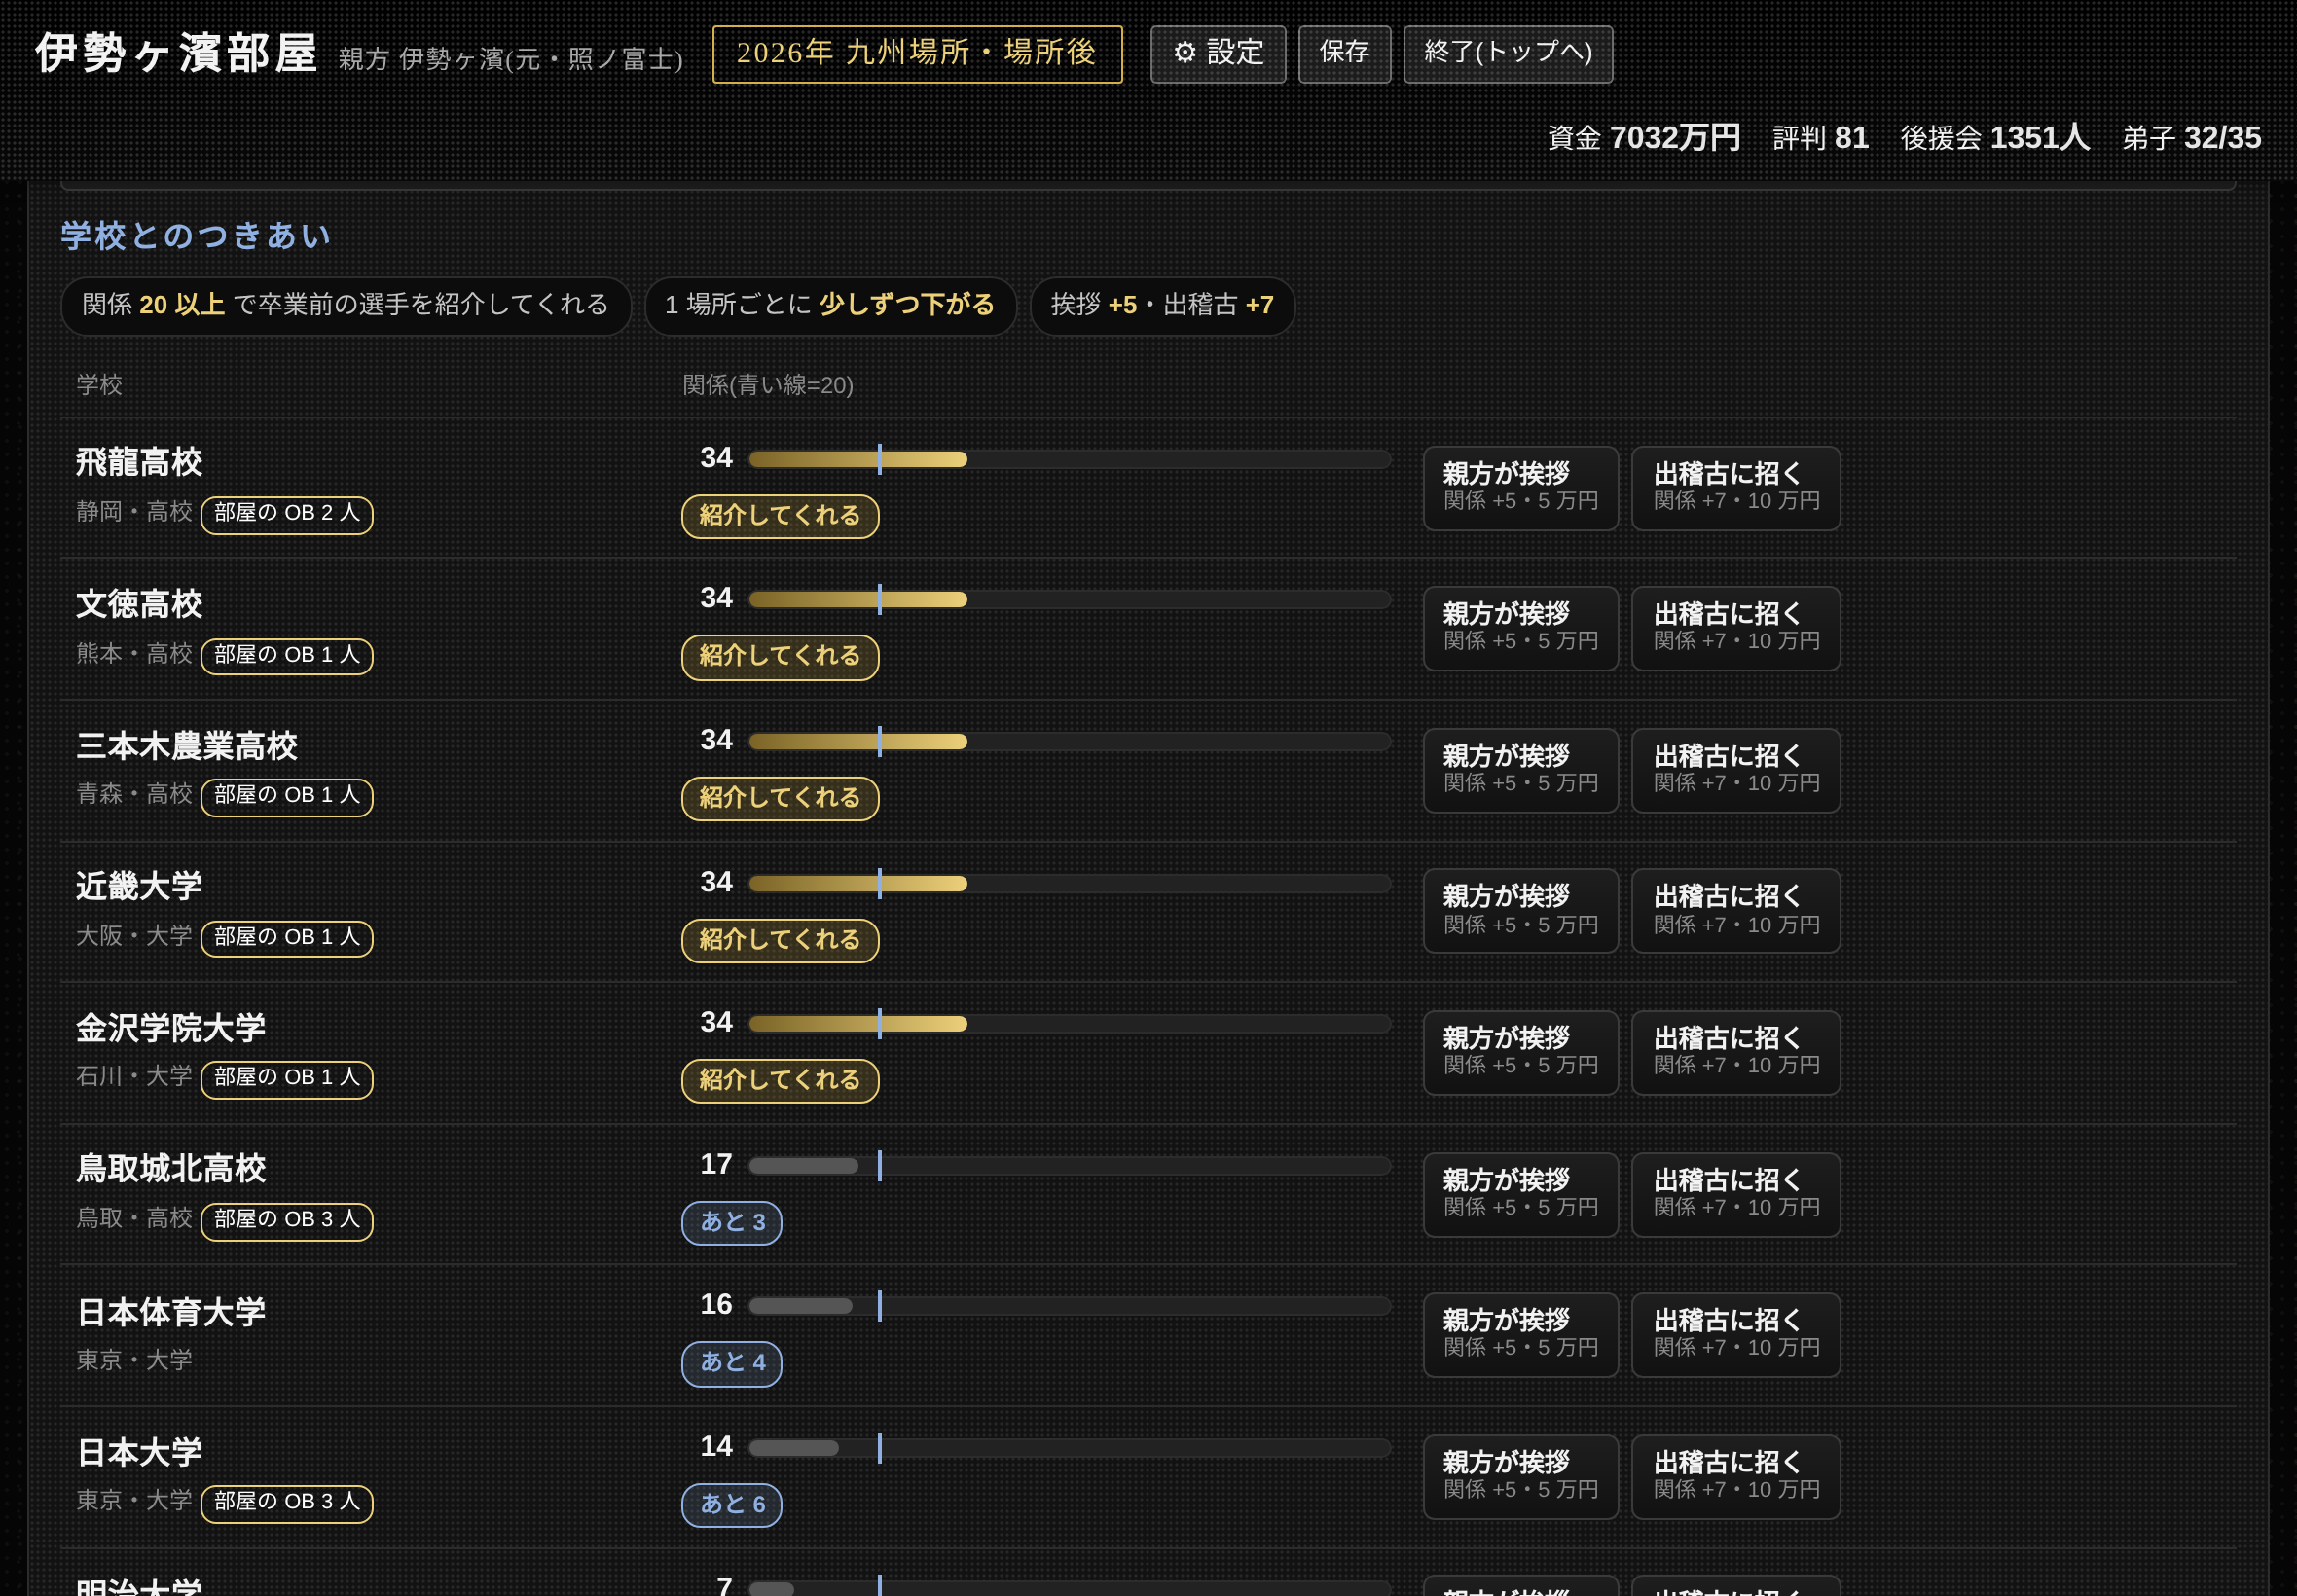 伊勢ヶ濱部屋 親方 伊勢ヶ濱(元・照ノ富士) 2026年 九州場所・場所後 ⚙ 設定 保存 終了(トップへ)
資金 7032万円 評判 81 後援会 1351人 弟子 32/35
学校とのつきあい
関係 20 以上 で卒業前の選手を紹介してくれる 1 場所ごとに 少しずつ下がる 挨拶 +5・出稽古 +7
学校 関係(青い線=20)
飛龍高校 34 親方が挨拶 出稽古に招く
静岡・高校 部屋の OB 2 人 紹介してくれる 関係 +5・5 万円 関係 +7・10 万円
文徳高校 34 親方が挨拶 出稽古に招く
熊本・高校 部屋の OB 1 人 紹介してくれる 関係 +5・5 万円 関係 +7・10 万円
三本木農業高校 34 親方が挨拶 出稽古に招く
青森・高校 部屋の OB 1 人 紹介してくれる 関係 +5・5 万円 関係 +7・10 万円
近畿大学 34 親方が挨拶 出稽古に招く
大阪・大学 部屋の OB 1 人 紹介してくれる 関係 +5・5 万円 関係 +7・10 万円
金沢学院大学 34 親方が挨拶 出稽古に招く
石川・大学 部屋の OB 1 人 紹介してくれる 関係 +5・5 万円 関係 +7・10 万円
鳥取城北高校 17 親方が挨拶 出稽古に招く
鳥取・高校 部屋の OB 3 人 あと 3 関係 +5・5 万円 関係 +7・10 万円
日本体育大学 16 親方が挨拶 出稽古に招く
東京・大学 あと 4 関係 +5・5 万円 関係 +7・10 万円
日本大学 14 親方が挨拶 出稽古に招く
東京・大学 部屋の OB 3 人 あと 6 関係 +5・5 万円 関係 +7・10 万円
明治大学 7 親方が挨拶 出稽古に招く